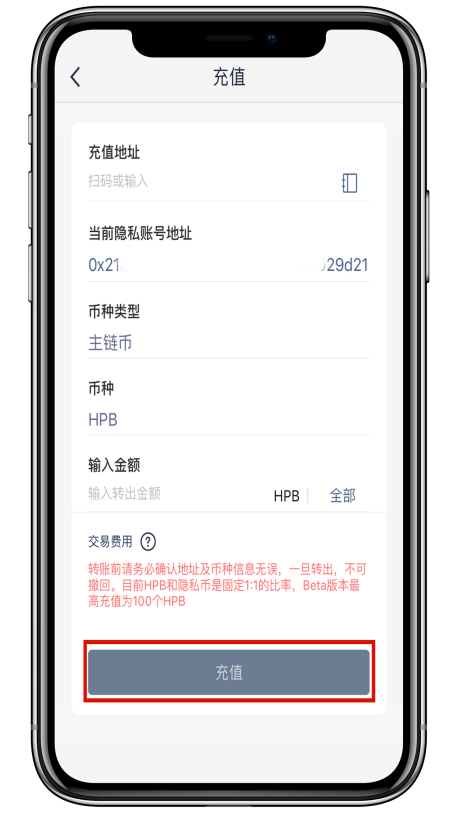 充值
充值地址
扫码或输入
当前隐私账号地址
0x21 29d21
币种类型
主链币
币种
HPB
输入金额
输入转出金额 HPB 全部
交易费用 ?
转账前请务必确认地址及币种信息无误，一旦转出，不可
撤回。目前HPB和隐私币是固定1:1的比率，Beta版本最
高充值为100个HPB
充值